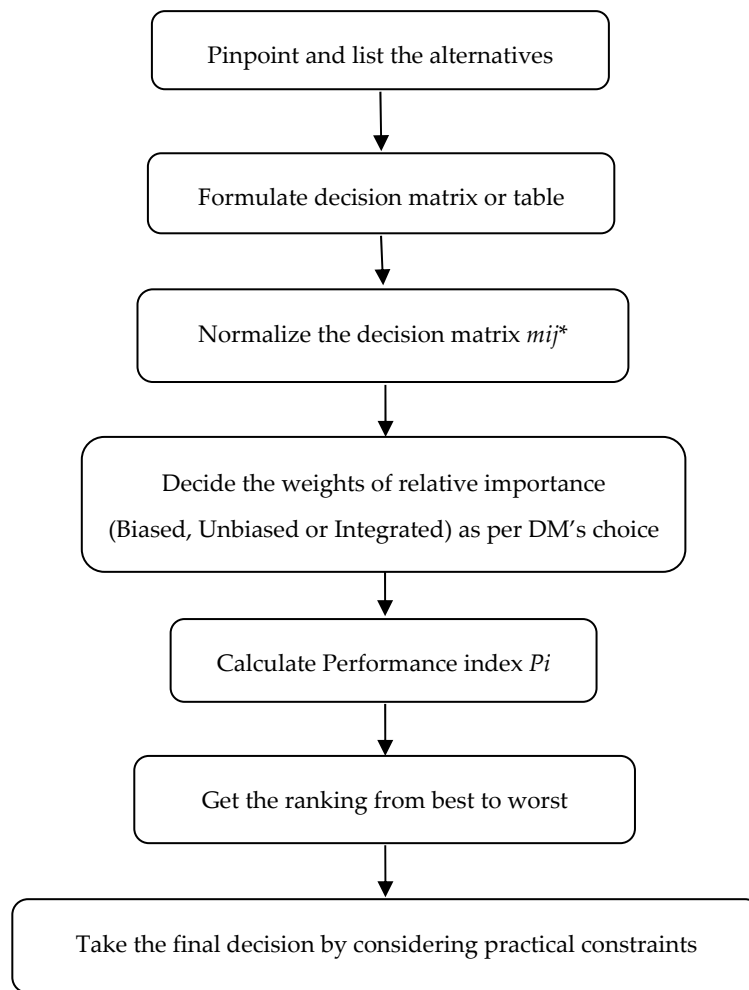 Pinpoint and list the alternatives
Formulate decision matrix or table
Normalize the decision matrix mij*
Decide the weights of relative importance
(Biased, Unbiased or Integrated) as per DM’s choice
Calculate Performance index Pi
Get the ranking from best to worst
Take the final decision by considering practical constraints